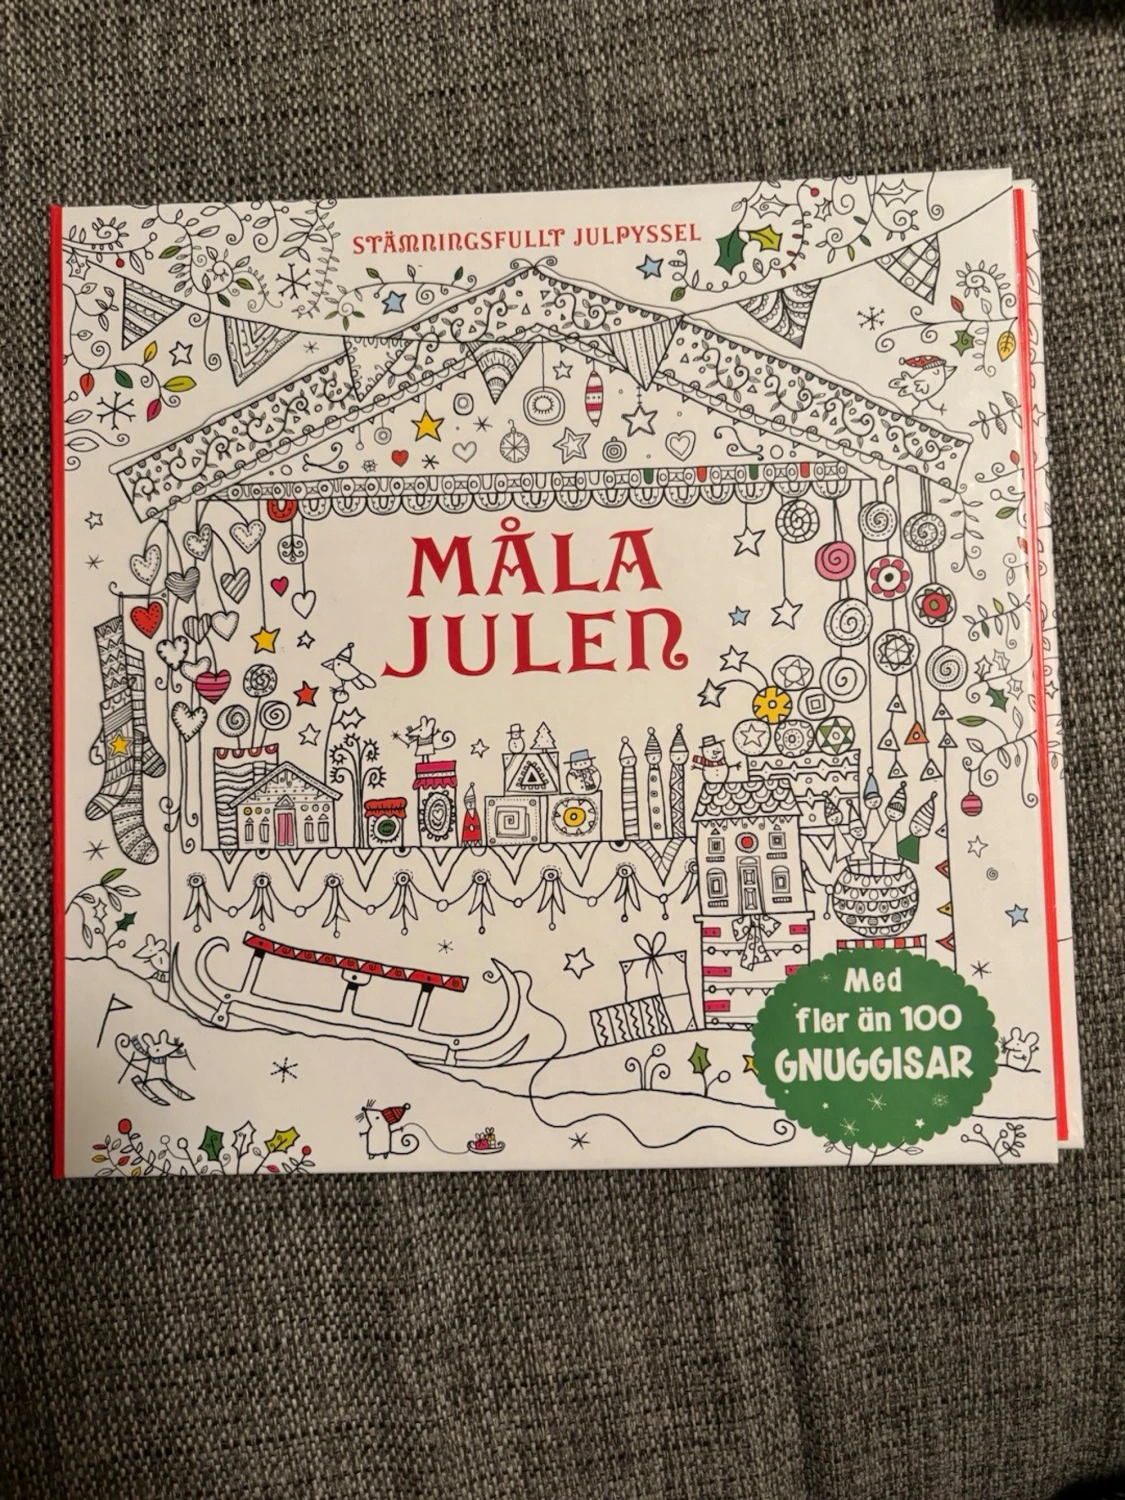 STÄMNINGSFULLT JULPYSSEL
MÅLA
JULEN
Med
fler än 100
GNUGGISAR